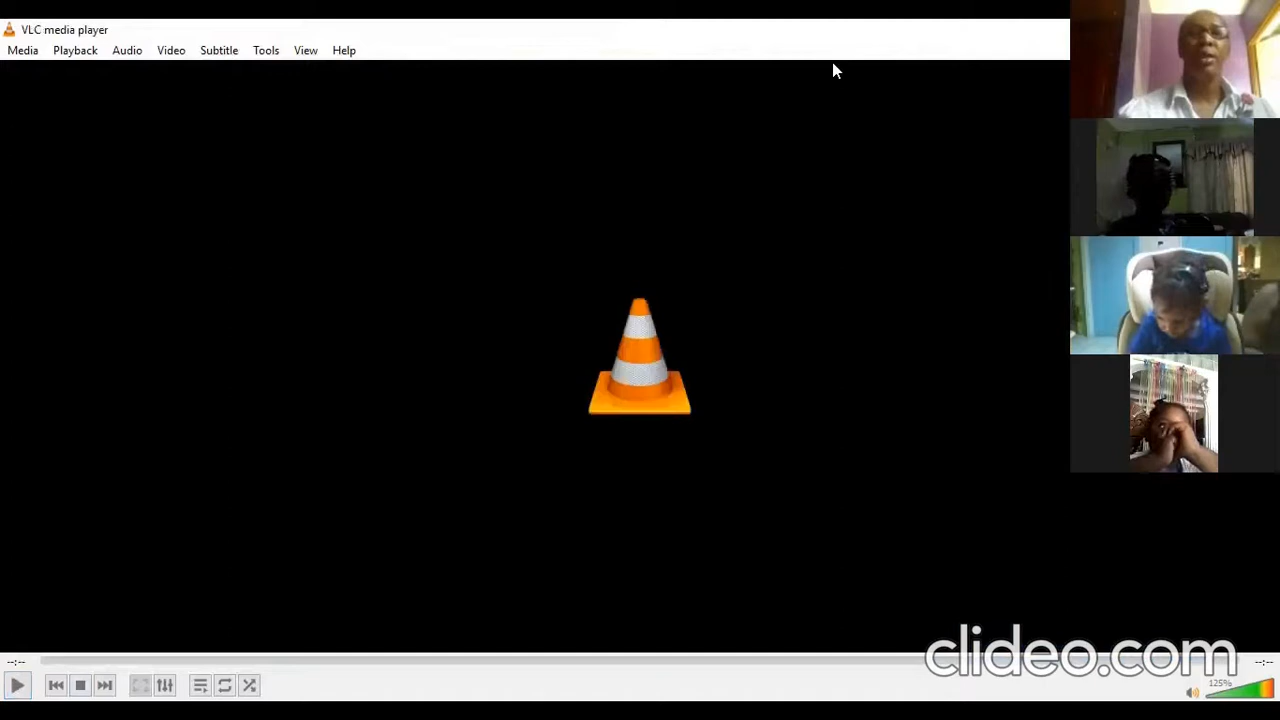 VLC media player
Media Playback Audio Video Subtitle Tools View Help
--:-- --:--
125%
clideo.com